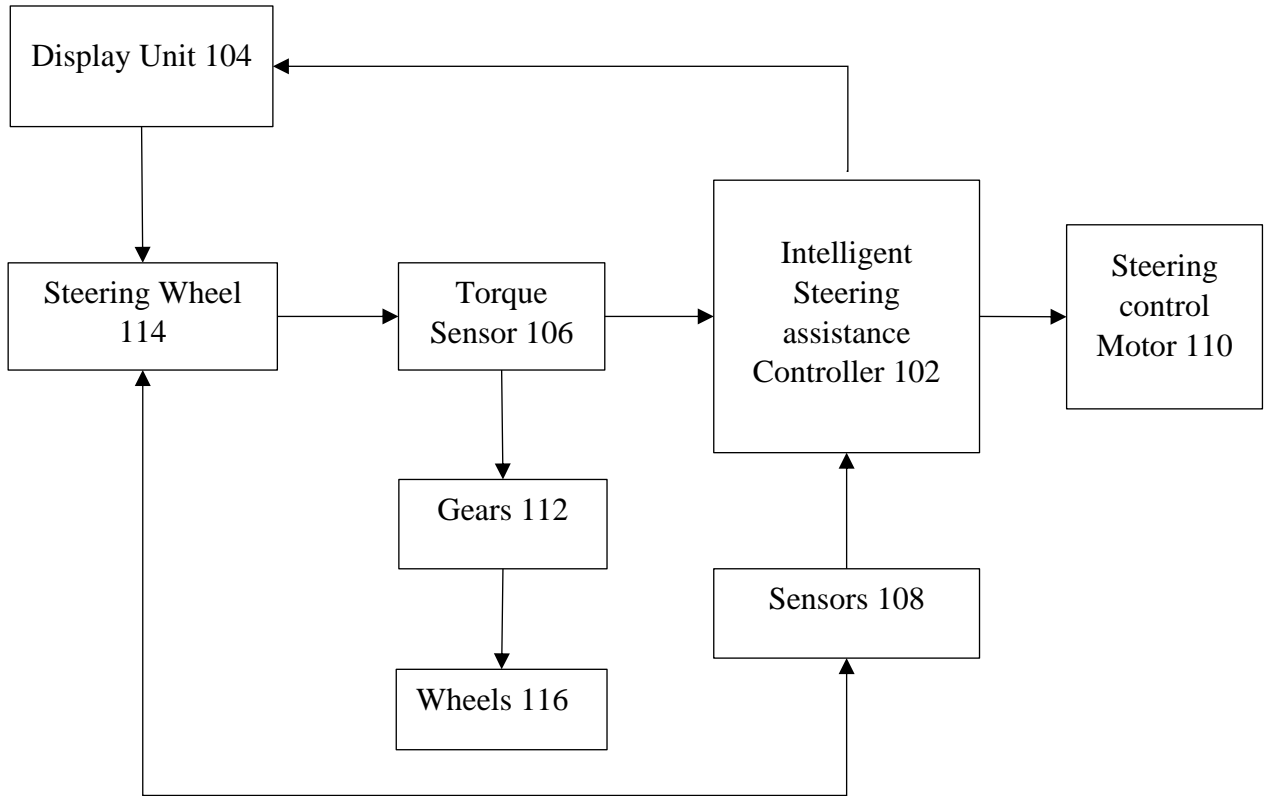 Display Unit 104
Steering Wheel
114
Torque
Sensor 106
Intelligent
Steering
assistance
Controller 102
Steering
control
Motor 110
Gears 112
Sensors 108
Wheels 116